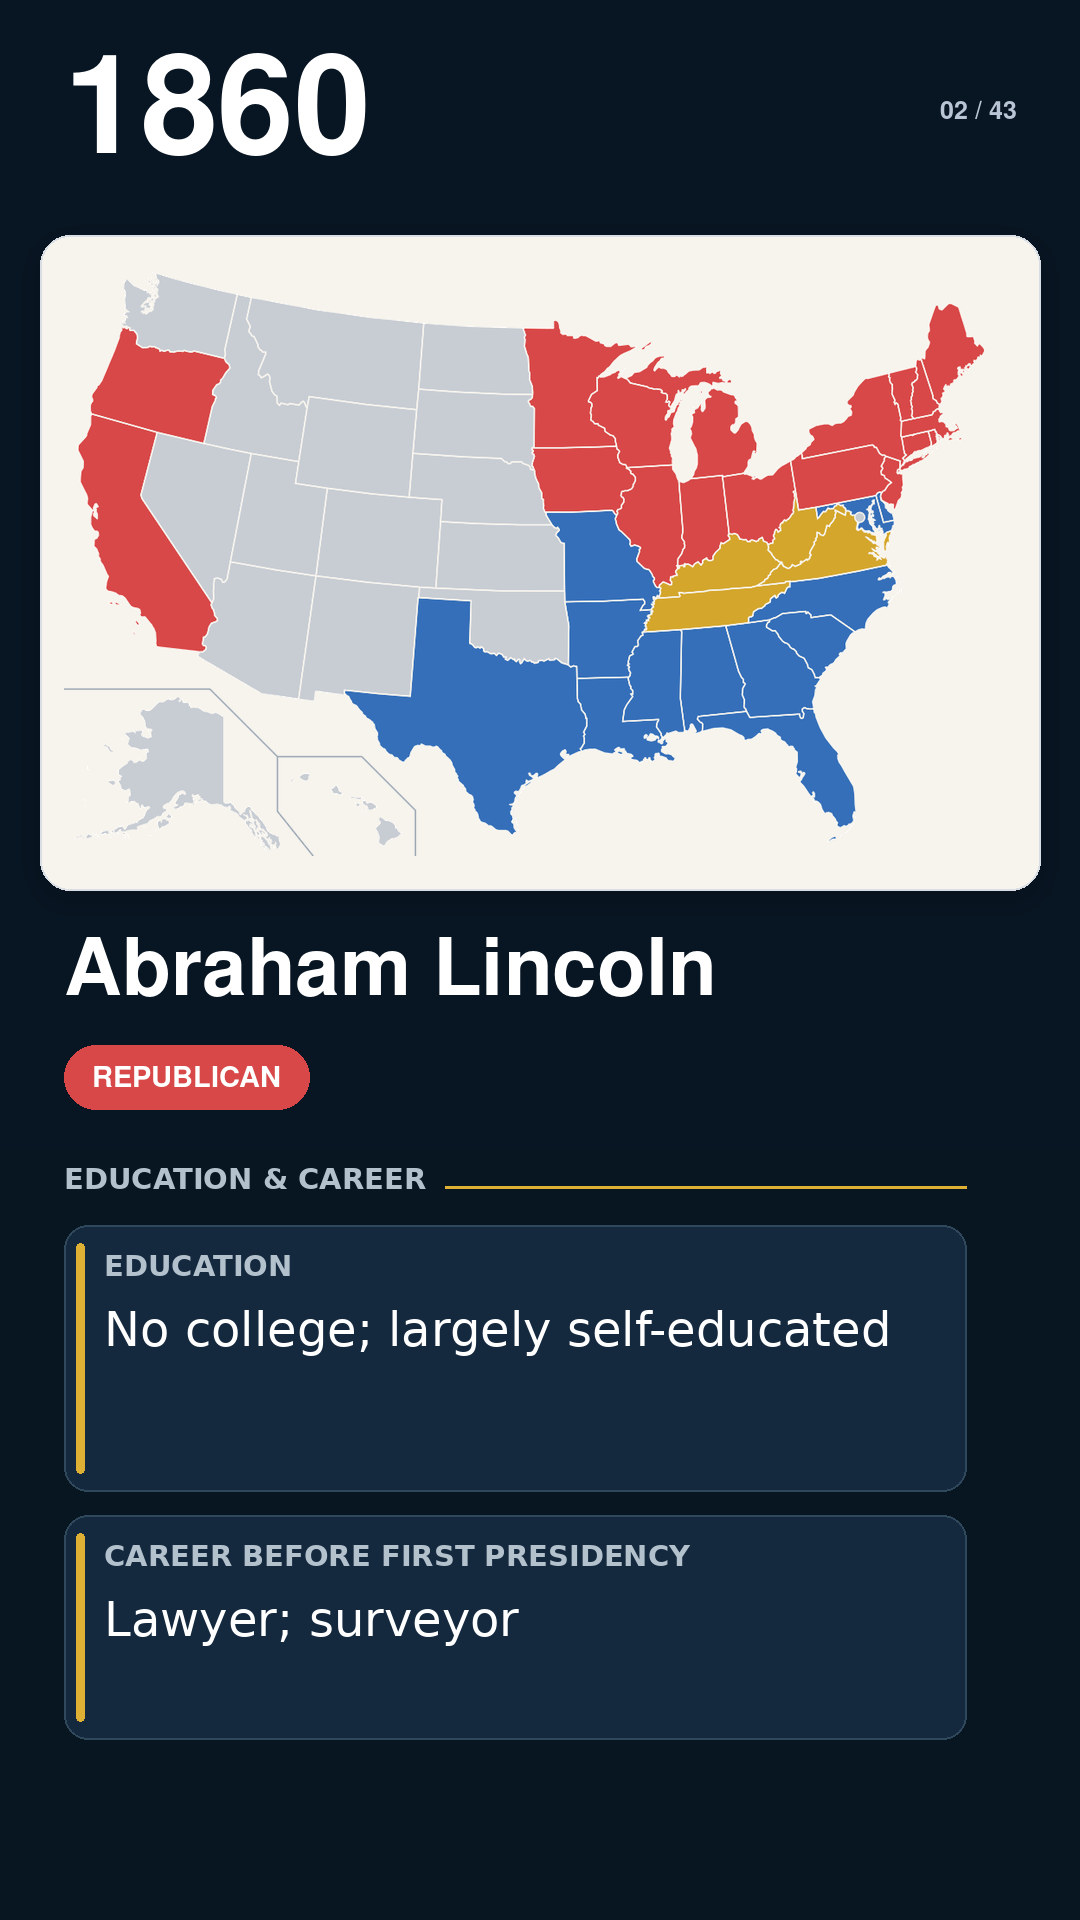 1860
02 / 43
Abraham Lincoln
REPUBLICAN
EDUCATION & CAREER
EDUCATION
No college; largely self-educated
CAREER BEFORE FIRST PRESIDENCY
Lawyer; surveyor